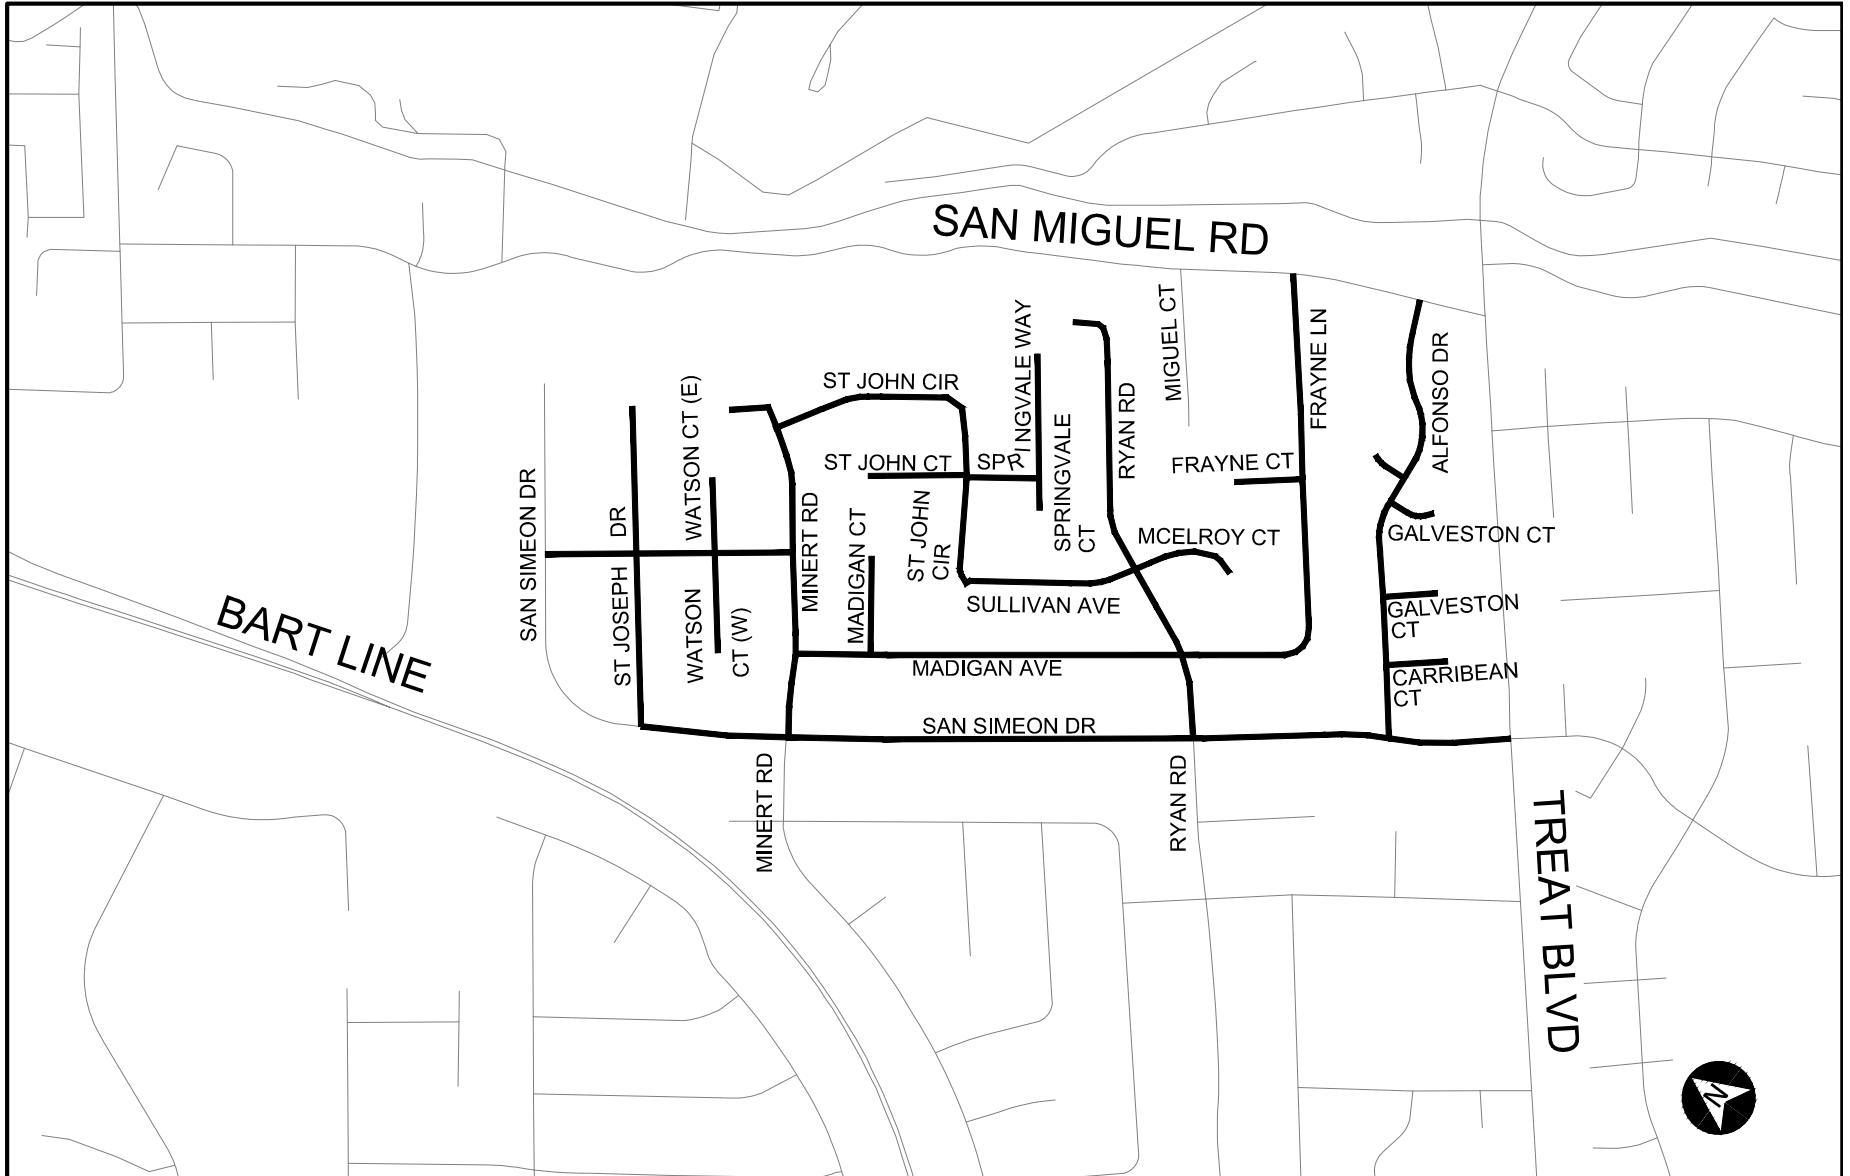 SAN MIGUEL RD
MIGUEL CT
INGVALE WAY
FRAYNE LN
ALFONSO DR
ST JOHN CIR
WATSON CT (E)
RYAN RD
SPRINGVALE
CT
ST JOHN CT
SPR
FRAYNE CT
SAN SIMEON DR
ST JOSEPH DR
MINERT RD
MADIGAN CT
ST JOHN
CIR
MCELROY CT
GALVESTON CT
BART LINE
WATSON
CT (W)
SULLIVAN AVE
GALVESTON
CT
MADIGAN AVE
CARRIBEAN
CT
SAN SIMEON DR
MINERT RD
RYAN RD
TREAT BLVD
N